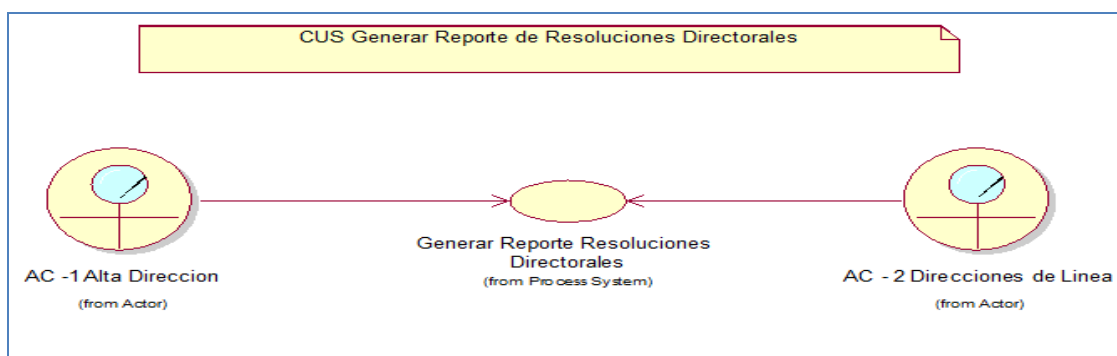 CUS Generar Reporte de Resoluciones Directorales
AC -1 Alta Direccion
(from Actor)
Generar Reporte Resoluciones
Directorales
(from Process System)
AC - 2 Direcciones de Linea
(from Actor)